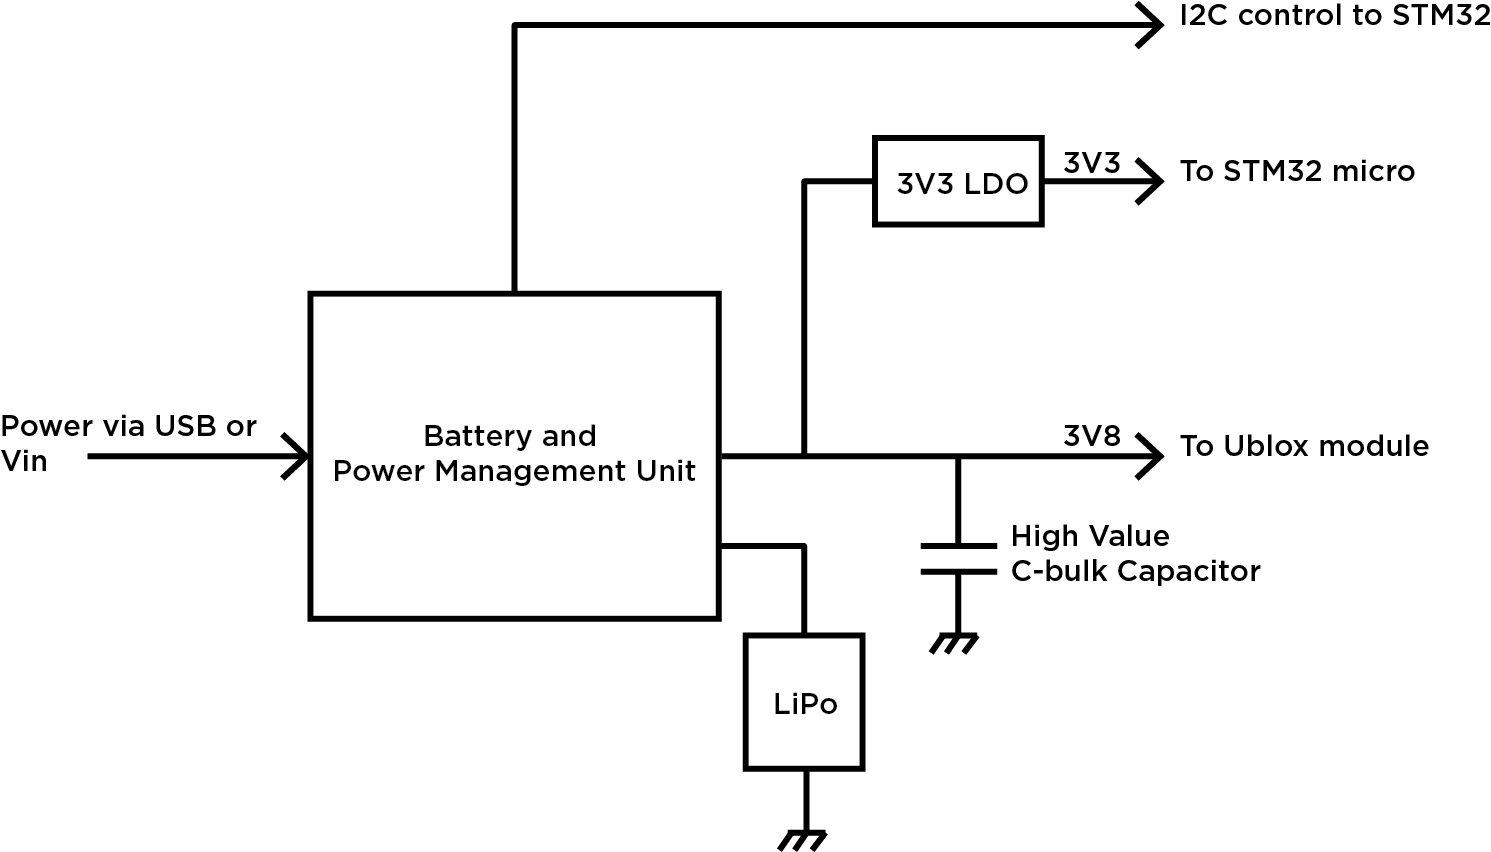 I2C control to STM32
3V3
To STM32 micro
3V3 LDO
Power via USB or
Vin
Battery and
Power Management Unit
3V8
To Ublox module
High Value
C-bulk Capacitor
LiPo